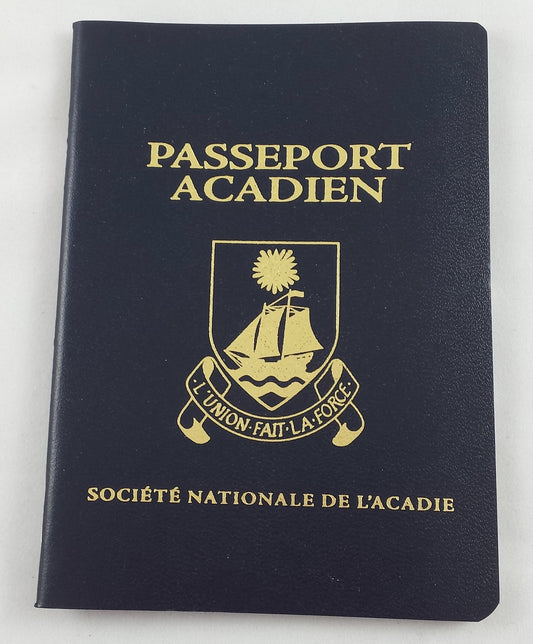 PASSEPORT
ACADIEN
L'UNION·FAIT·LA·FORCE
SOCIÉTÉ NATIONALE DE L'ACADIE